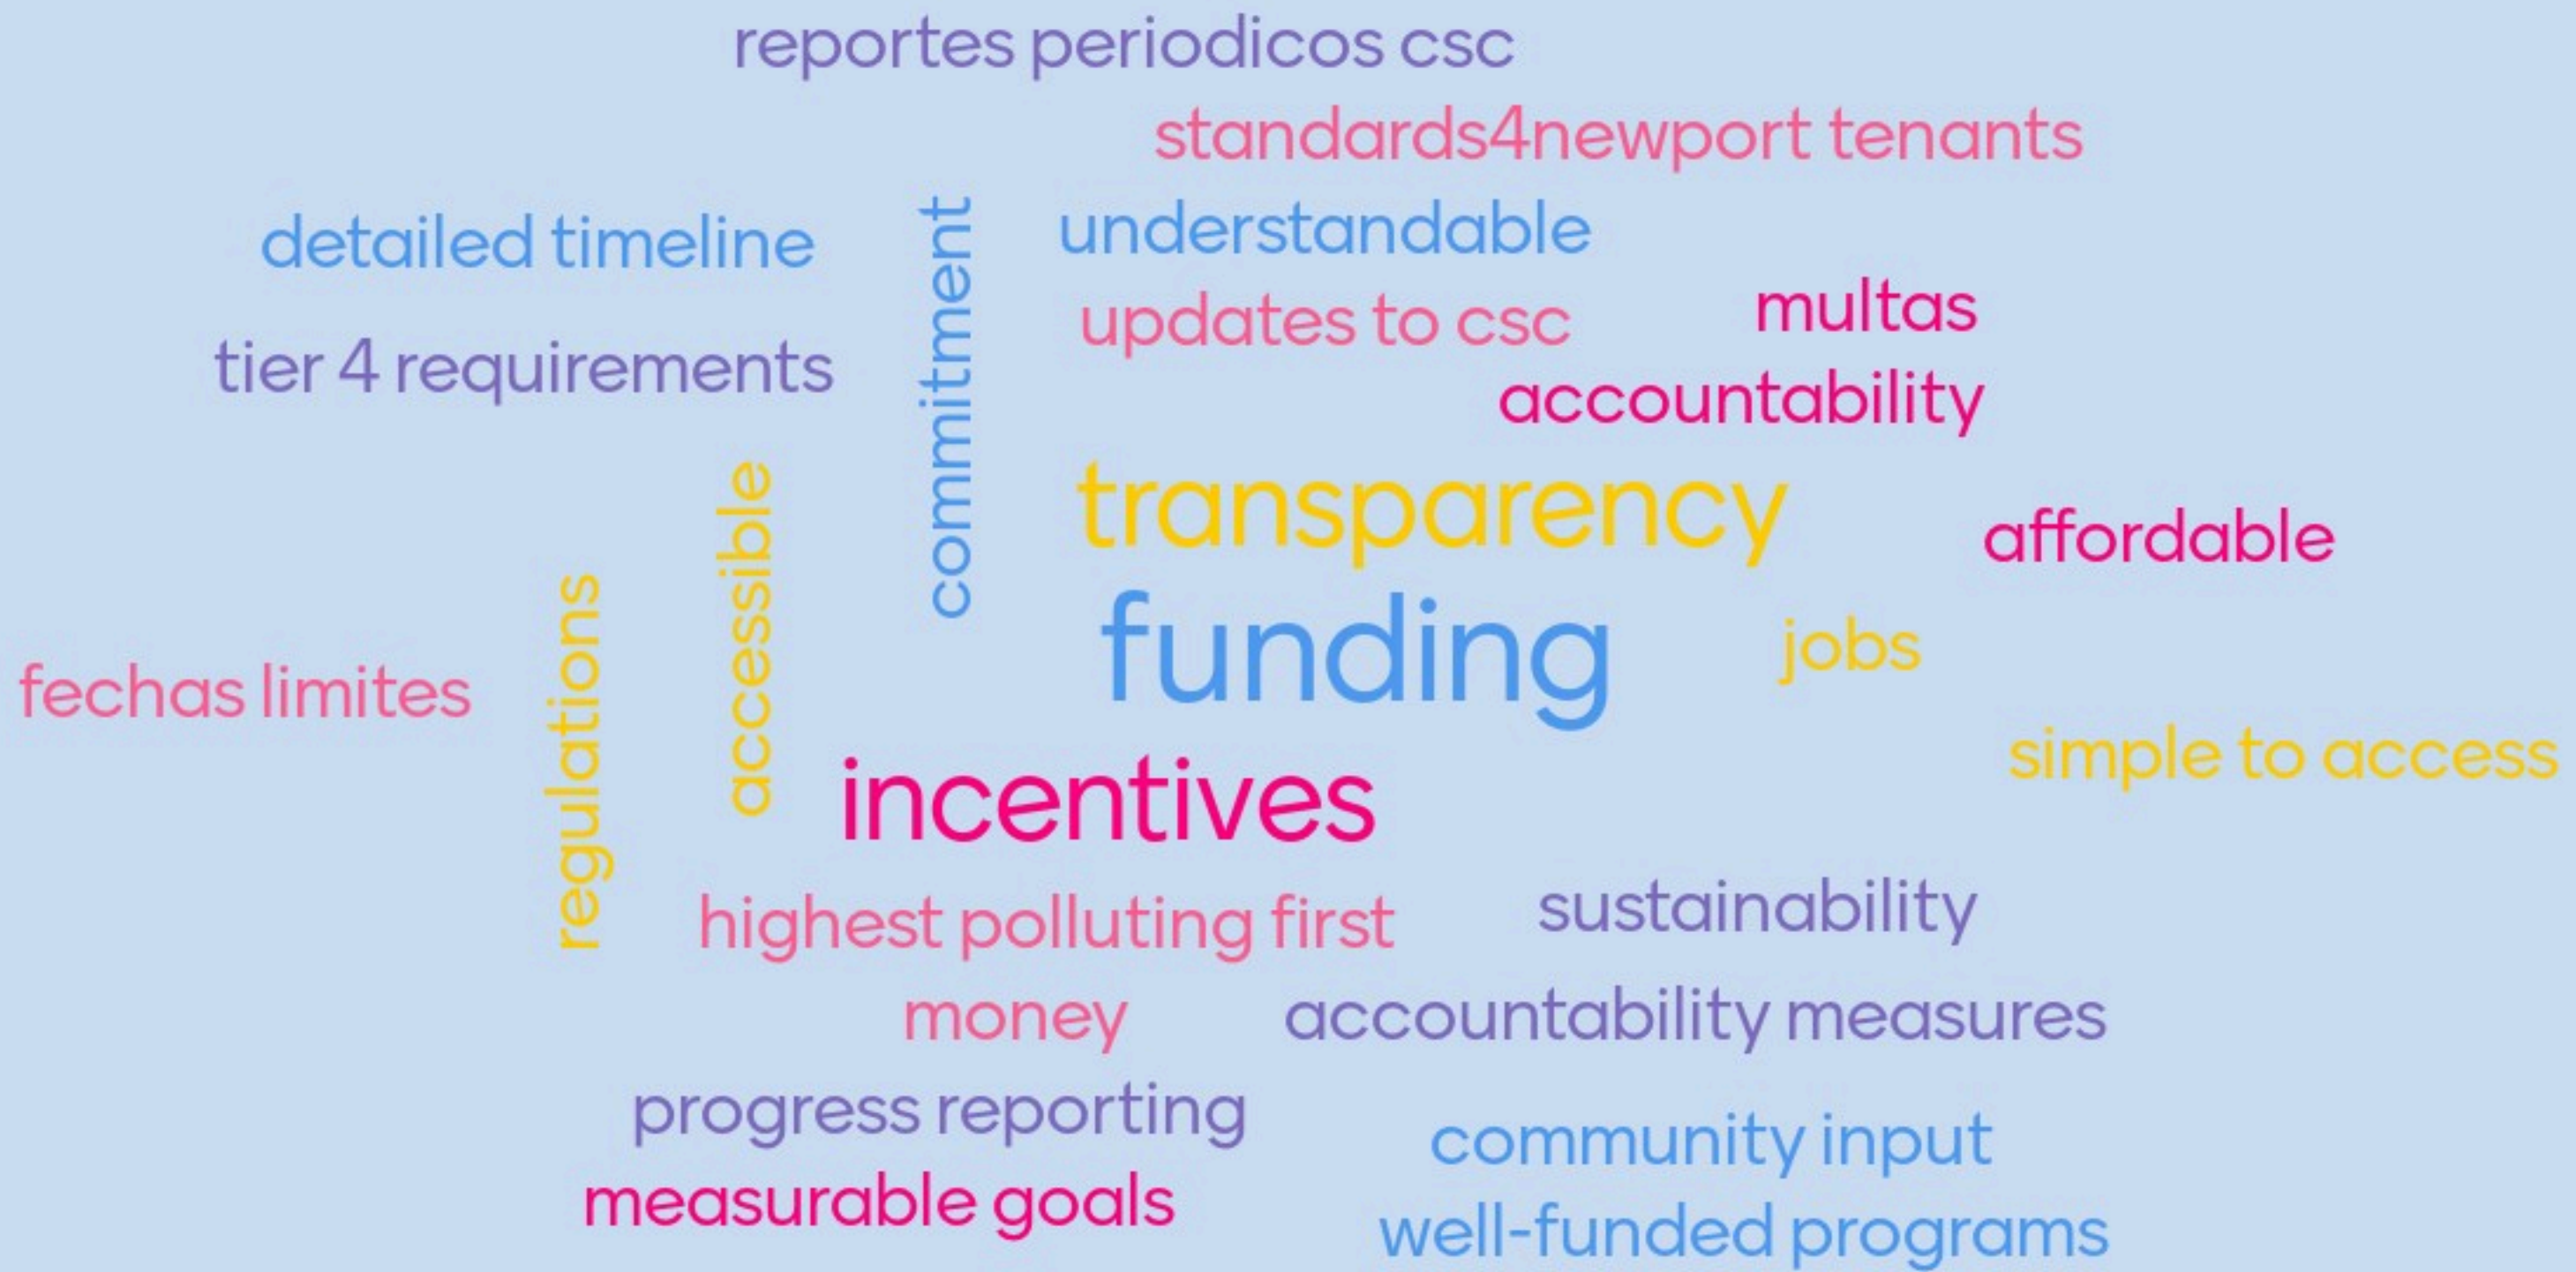 reportes periodicos csc
standards4newport tenants
detailed timeline
commitment
understandable
updates to csc
multas
tier 4 requirements
accountability
accessible
transparency
affordable
regulations
funding
jobs
fechas limites
simple to access
incentives
highest polluting first
sustainability
money
accountability measures
progress reporting
community input
measurable goals
well-funded programs